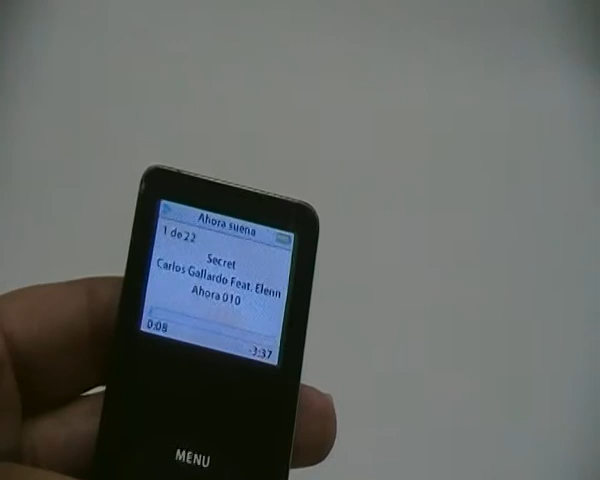 Ahora suena
1 de 22
Secret
Carlos Gallardo Feat. Elenn
Ahora 010
0:08
-3:37
MENU